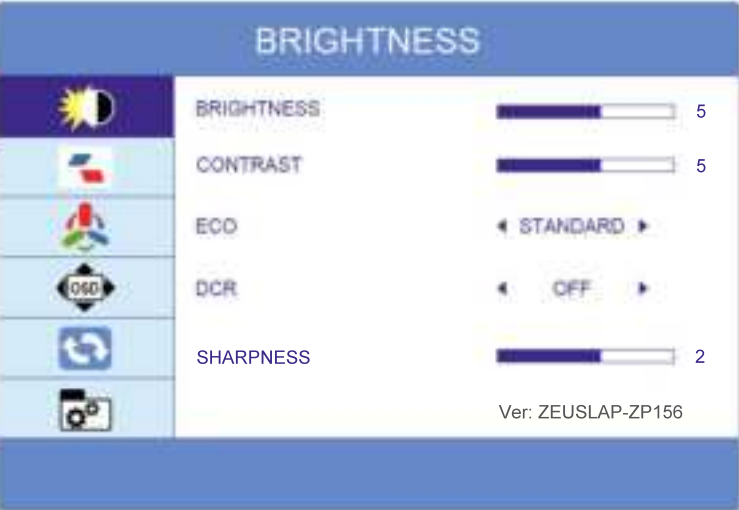 BRIGHTNESS
BRIGHTNESS 5
CONTRAST 5
ECO STANDARD
DCR OFF
OSD
SHARPNESS 2
Ver: ZEUSLAP-ZP156